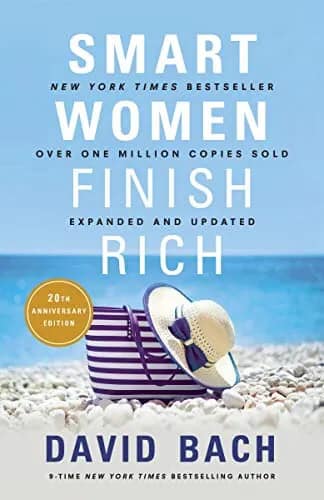 SMART
NEW YORK TIMES BESTSELLER
WOMEN
OVER ONE MILLION COPIES SOLD
FINISH
EXPANDED AND UPDATED
RICH
20TH
ANNIVERSARY
EDITION
DAVID BACH
9-TIME NEW YORK TIMES BESTSELLING AUTHOR